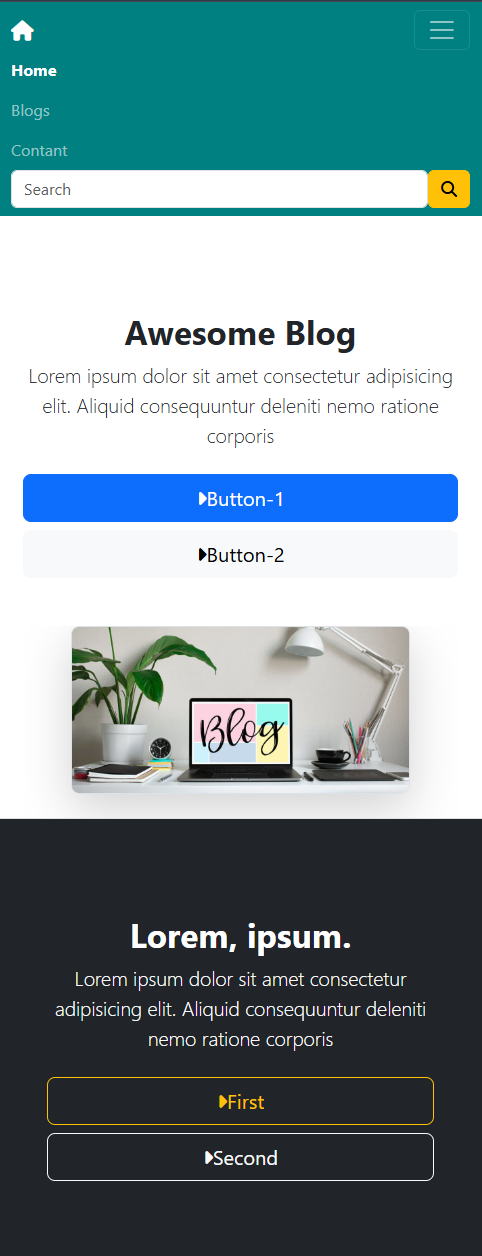 Home
Blogs
Contant
Search
Awesome Blog
Lorem ipsum dolor sit amet consectetur adipisicing
elit. Aliquid consequuntur deleniti nemo ratione
corporis
Button-1
Button-2
Blog
Lorem, ipsum.
Lorem ipsum dolor sit amet consectetur
adipisicing elit. Aliquid consequuntur deleniti
nemo ratione corporis
First
Second